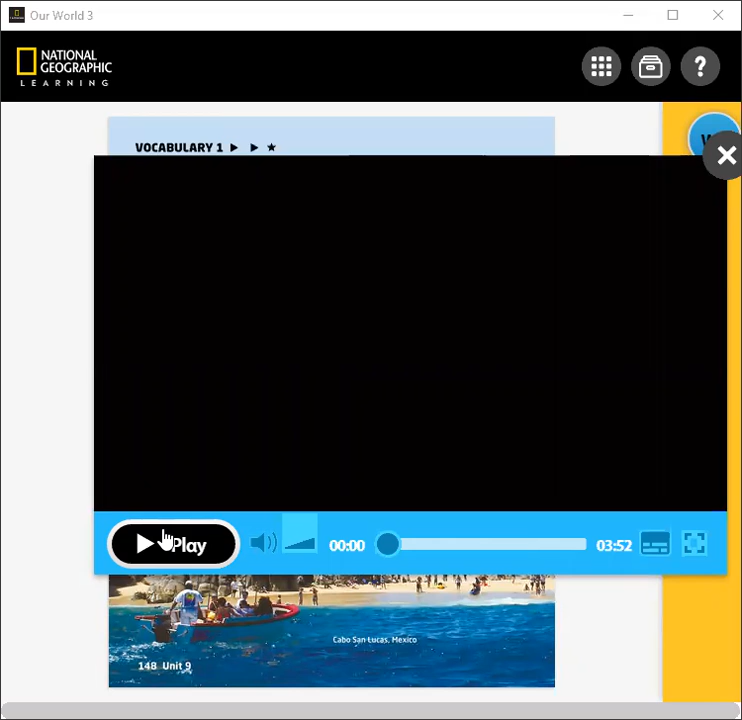 Our World 3
NATIONAL
GEOGRAPHIC
LEARNING
?
VOCABULARY 1
Play
00:00
03:52
Cabo San Lucas, Mexico
148 Unit 9